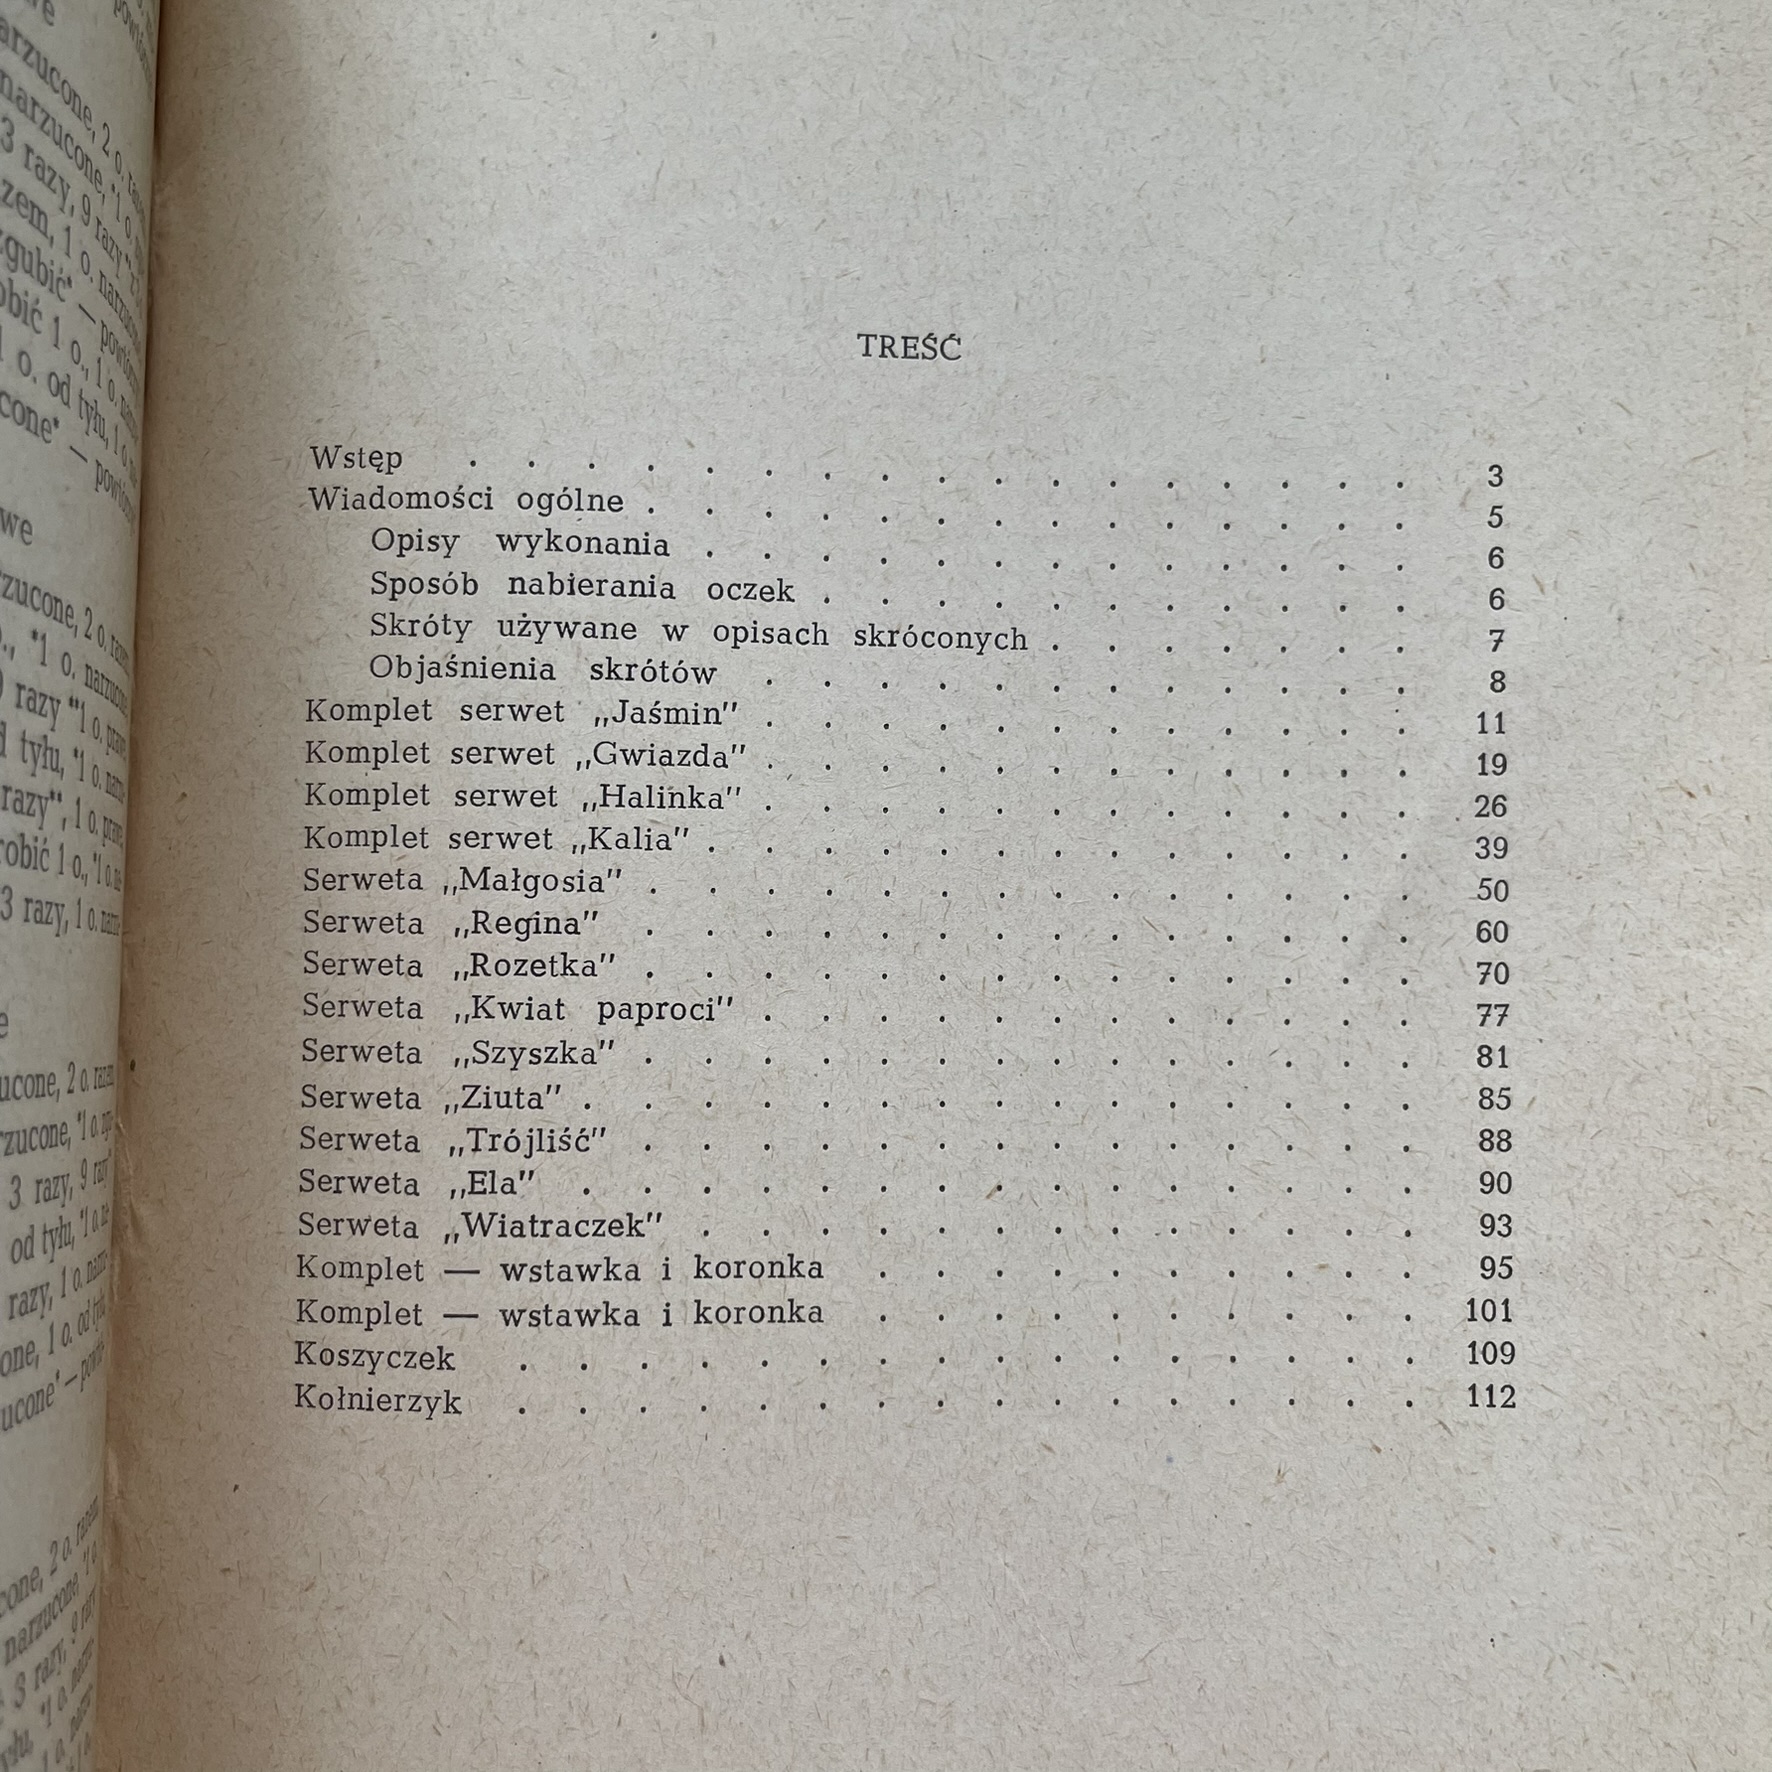 TREŚĆ
Wstęp . . . . . . . . . . . . . . . . . 3
Wiadomości ogólne . . . . . . . . . . . . . . 5
Opisy wykonania . . . . . . . . . . . . . 6
Sposób nabierania oczek . . . . . . . . . . . 6
Skróty używane w opisach skróconych . . . . . . . 7
Objaśnienia skrótów . . . . . . . . . . . . 8
Komplet serwet „Jaśmin” . . . . . . . . . . . . 11
Komplet serwet „Gwiazda” . . . . . . . . . . . . 19
Komplet serwet „Halinka” . . . . . . . . . . . . 26
Komplet serwet „Kalia” . . . . . . . . . . . . . 39
Serweta „Małgosia” . . . . . . . . . . . . . . 50
Serweta „Regina” . . . . . . . . . . . . . . 60
Serweta „Rozetka” . . . . . . . . . . . . . . 70
Serweta „Kwiat paproci” . . . . . . . . . . . . 77
Serweta „Szyszka” . . . . . . . . . . . . . . 81
Serweta „Ziuta” . . . . . . . . . . . . . . . 85
Serweta „Trójliść” . . . . . . . . . . . . . . 88
Serweta „Ela” . . . . . . . . . . . . . . . 90
Serweta „Wiatraczek” . . . . . . . . . . . . . 93
Komplet — wstawka i koronka . . . . . . . . . . 95
Komplet — wstawka i koronka . . . . . . . . . . 101
Koszyczek . . . . . . . . . . . . . . . . 109
Kołnierzyk . . . . . . . . . . . . . . . . 112